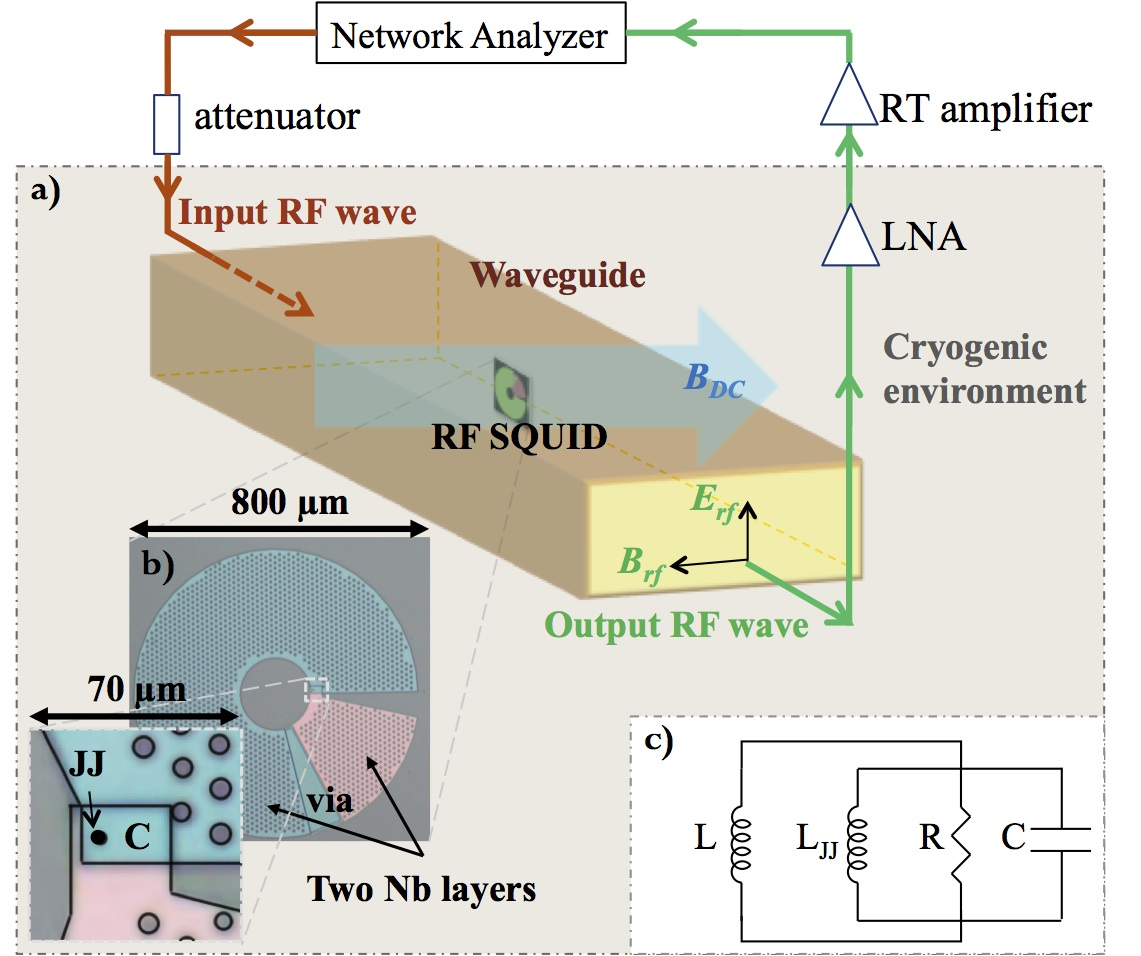 Network Analyzer
attenuator
RT amplifier
a)
Input RF wave
LNA
Waveguide
Cryogenic
environment
B_DC
RF SQUID
E_rf
B_rf
Output RF wave
800 μm
b)
70 μm
JJ
C
via
Two Nb layers
c)
L
L_JJ
R
C